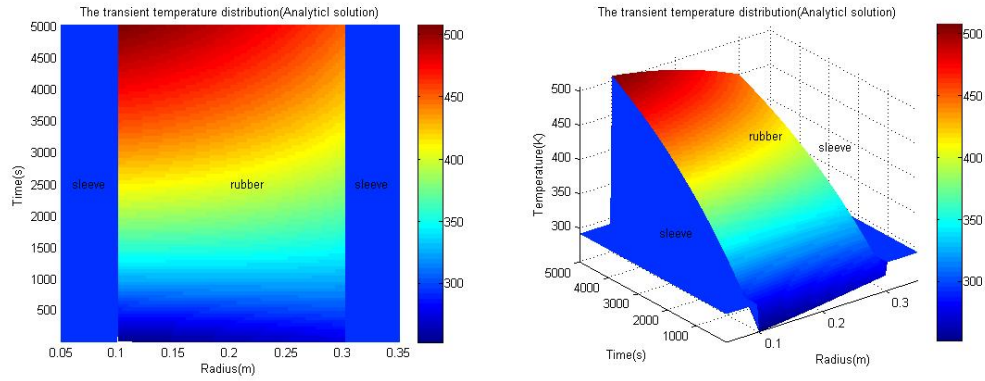 The transient temperature distribution(Analyticl solution)
5000
4500
4000
3500
3000
2500
2000
1500
1000
500
Time(s)
0.05 0.1 0.15 0.2 0.25 0.3 0.35
Radius(m)
sleeve
rubber
sleeve
500
450
400
350
300
The transient temperature distribution(Analyticl solution)
500
450
400
350
300
Temperature(K)
5000
4000
3000
2000
1000
Time(s)
0.1
0.2
0.3
Radius(m)
rubber
sleeve
sleeve
500
450
400
350
300